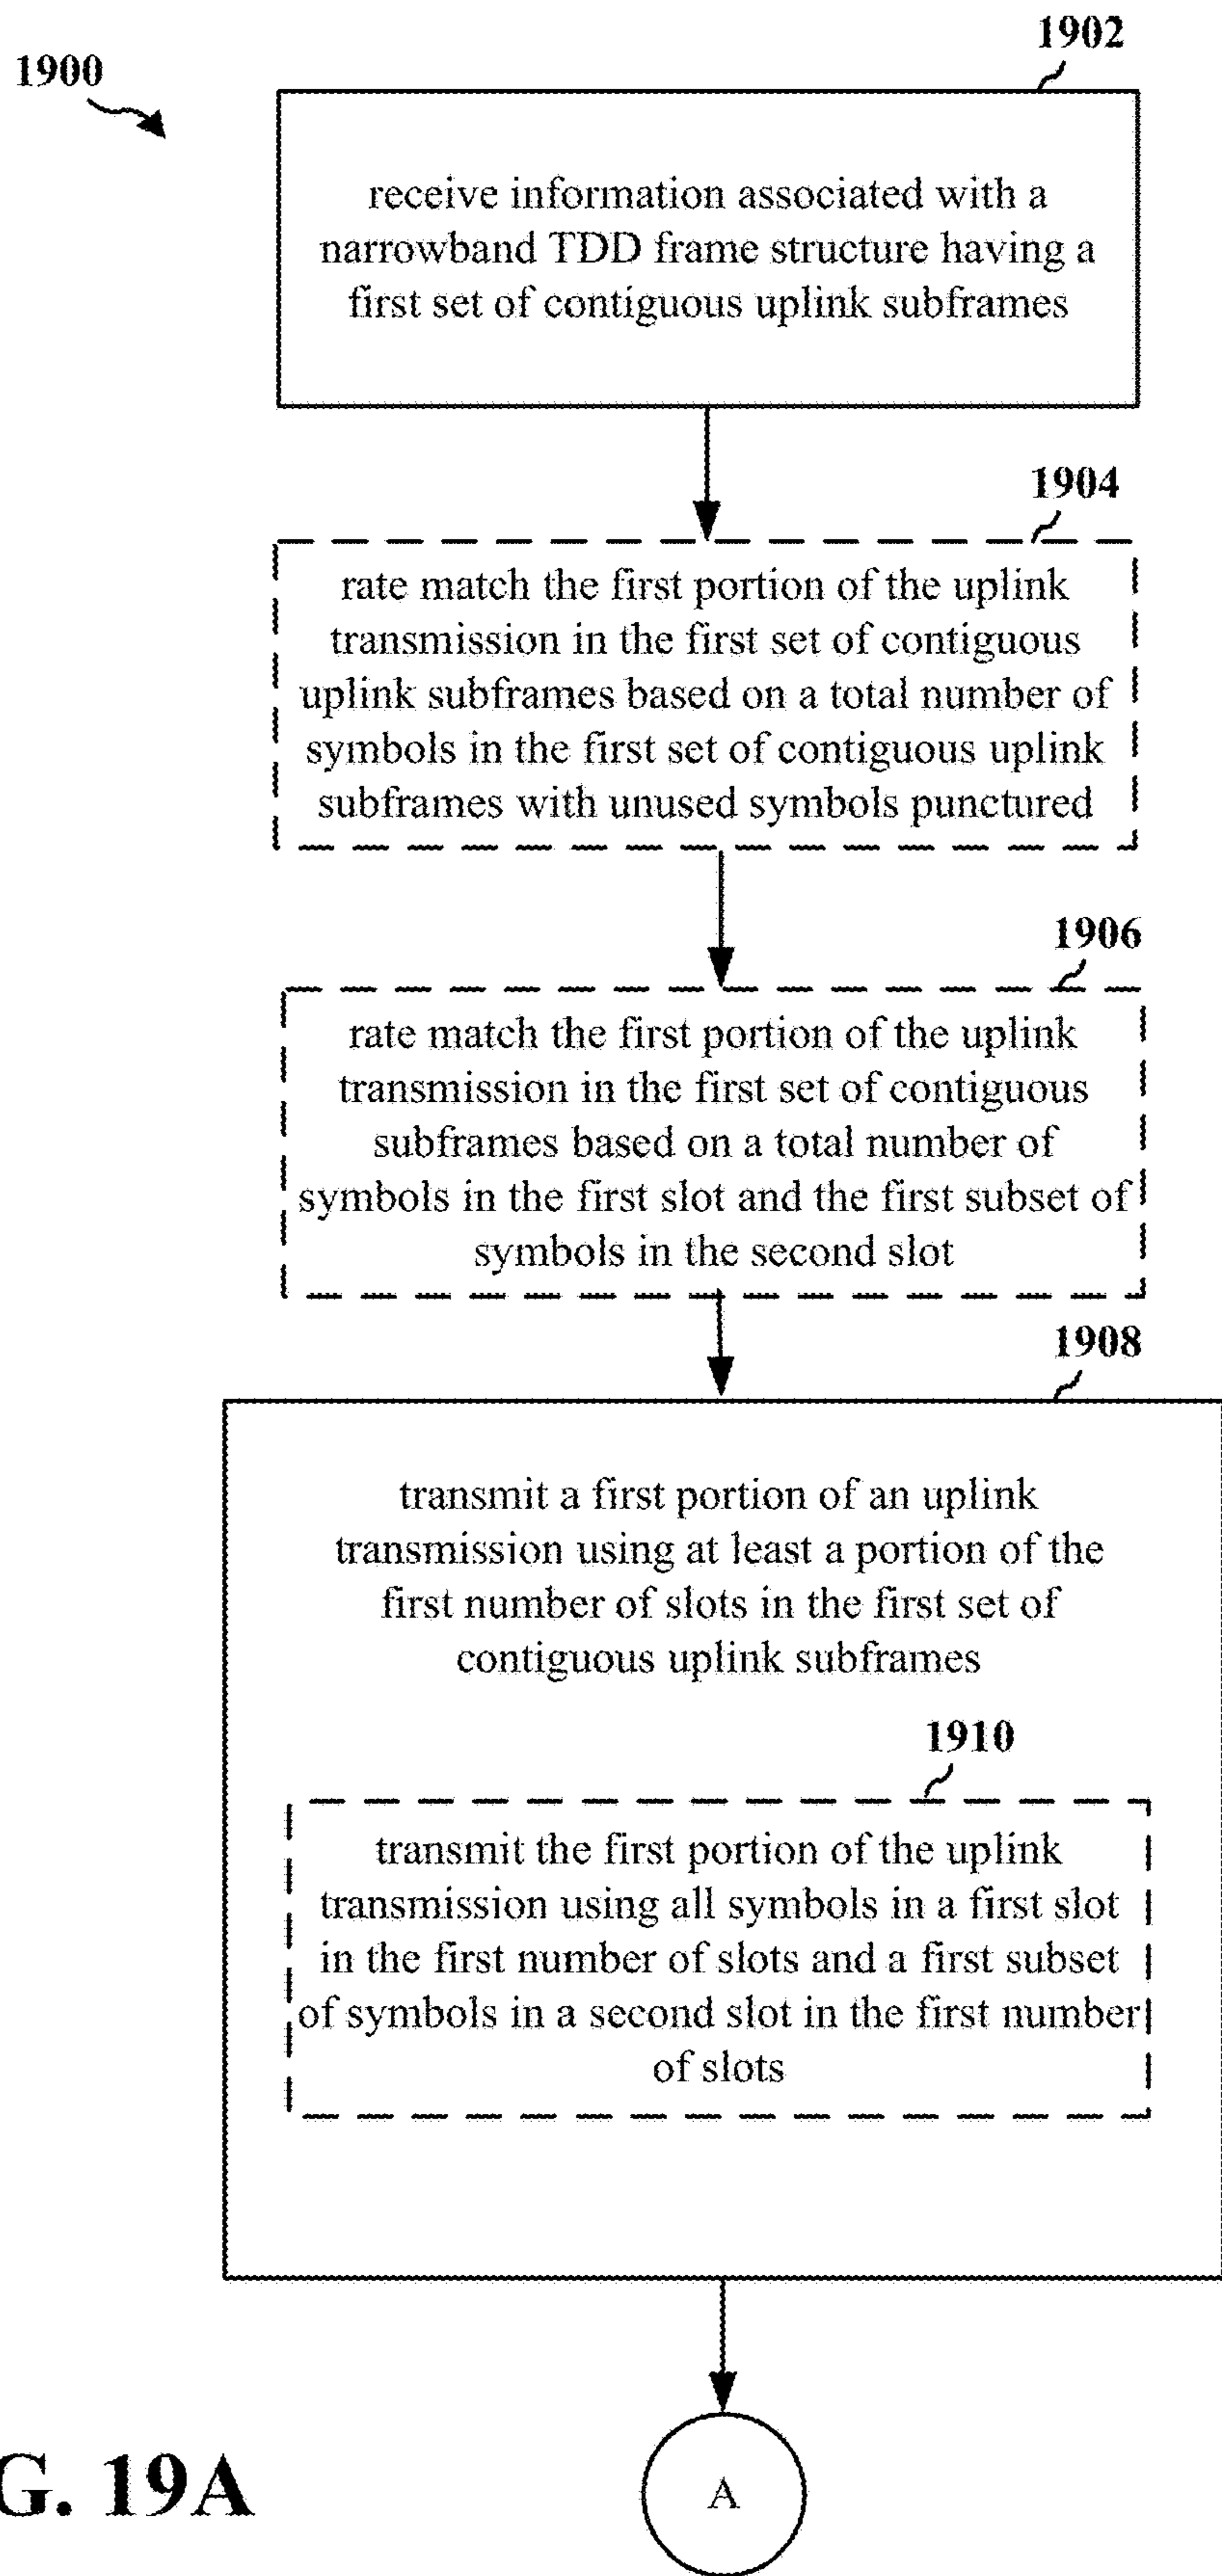 1900
1902
receive information associated with a
narrowband TDD frame structure having a
first set of contiguous uplink subframes
1904
rate match the first portion of the uplink
transmission in the first set of contiguous
uplink subframes based on a total number of
symbols in the first set of contiguous uplink
subframes with unused symbols punctured
1906
rate match the first portion of the uplink
transmission in the first set of contiguous
subframes based on a total number of
symbols in the first slot and the first subset of
symbols in the second slot
1908
transmit a first portion of an uplink
transmission using at least a portion of the
first number of slots in the first set of
contiguous uplink subframes
1910
transmit the first portion of the uplink
transmission using all symbols in a first slot
in the first number of slots and a first subset
of symbols in a second slot in the first number
of slots
G. 19A
A